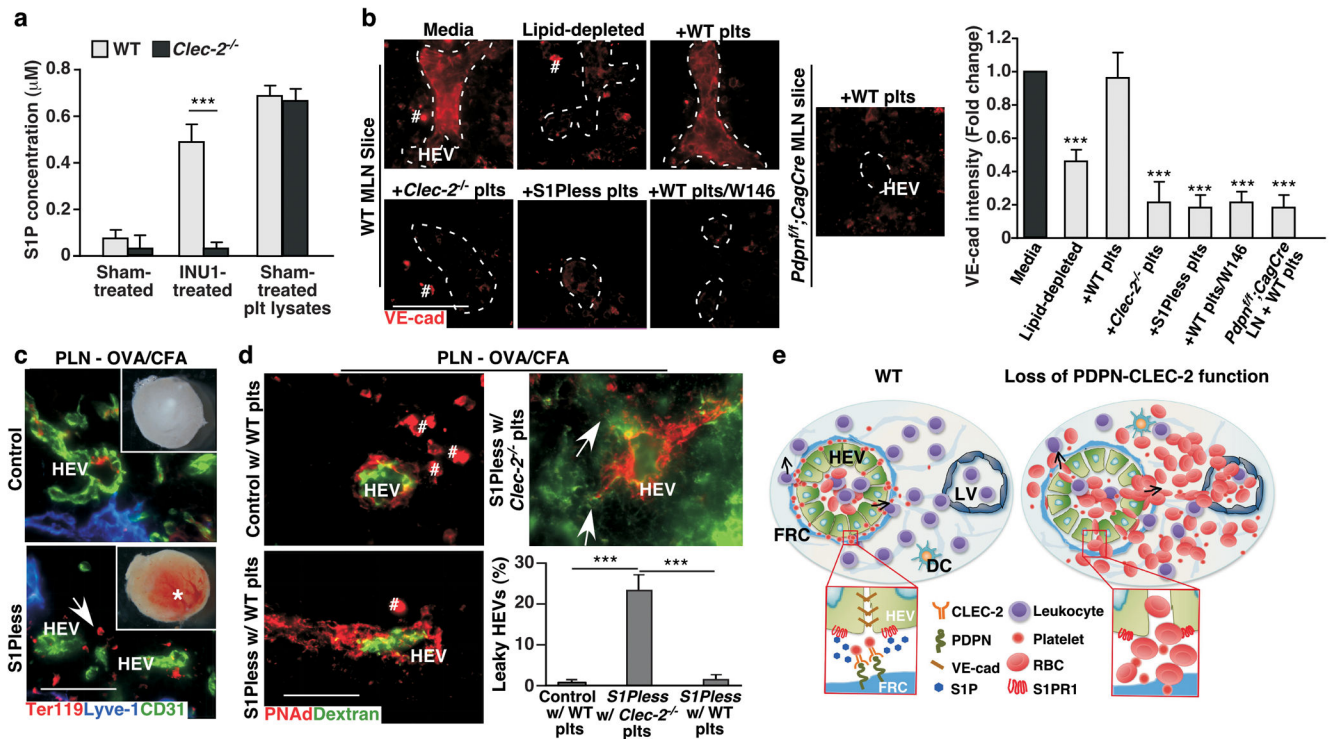 a
WT
Clec-2-/-
S1P concentration (μM)
0.8
0.6
0.4
0.2
0
***
Sham-
treated
INU1-
treated
Sham-
treated
plt lysates
b
WT MLN Slice
Media
Lipid-depleted
+WT plts
#
HEV
#
+Clec-2-/- plts
+S1Pless plts
+WT plts/W146
#
VE-cad
Pdpnf/f;CagCre MLN slice
+WT plts
HEV
VE-cad intensity (Fold change)
1.2
1.0
0.8
0.6
0.4
0.2
0
***
***
***
***
***
Media
Lipid-depleted
+WT plts
+Clec-2-/- plts
+S1Pless plts
+WT plts/W146
Pdpnf/f;CagCre
LN + WT plts
c
PLN - OVA/CFA
Control
HEV
S1Pless
*
HEV
HEV
Ter119Lyve-1CD31
d
PLN - OVA/CFA
Control w/ WT plts
#
#
#
HEV
S1Pless w/
Clec-2-/- plts
HEV
S1Pless w/ WT plts
#
HEV
PNAdDextran
Leaky HEVs (%)
30
20
10
0
***
***
Control
w/ WT
plts
S1Pless
w/ Clec-2-/-
plts
S1Pless
w/ WT
plts
e
WT
Loss of PDPN-CLEC-2 function
HEV
LV
FRC
DC
HEV
FRC
CLEC-2
PDPN
VE-cad
S1P
Leukocyte
Platelet
RBC
S1PR1